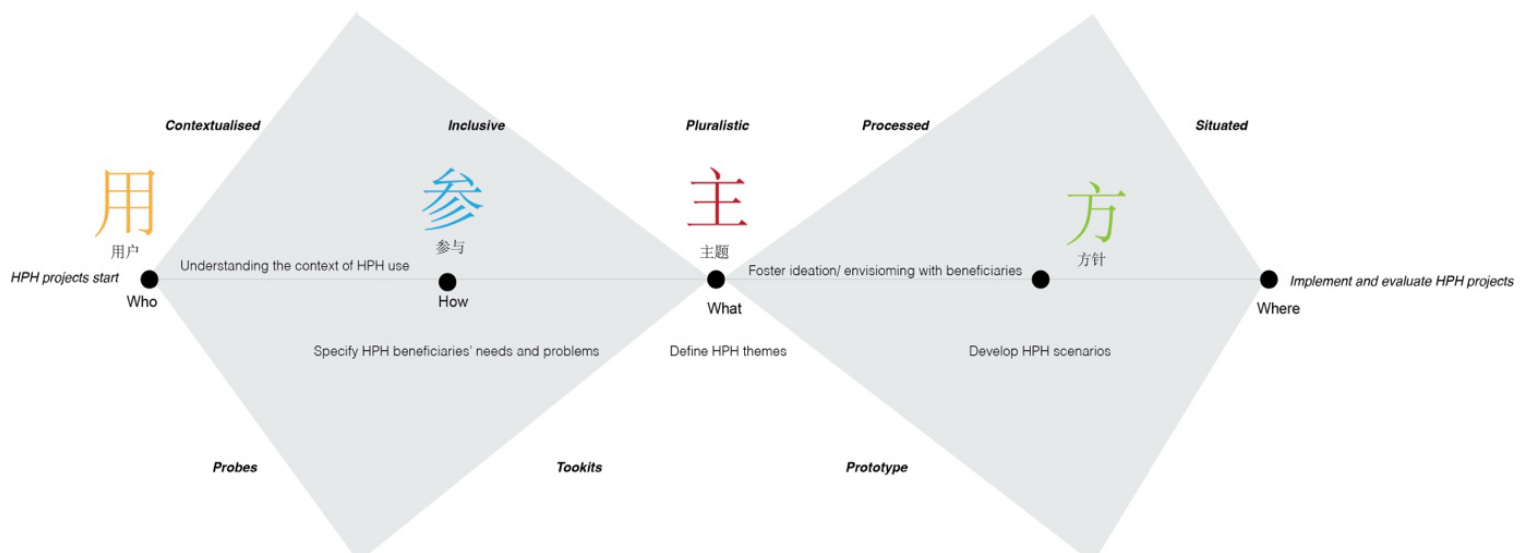 Contextualised
Inclusive
Pluralistic
Processed
Situated
用
参
主
方
用户
参与
主题
方针
HPH projects start
Understanding the context of HPH use
Foster ideation/ envisioming with beneficiaries
Implement and evaluate HPH projects
Who
How
What
Where
Specify HPH beneficiaries' needs and problems
Define HPH themes
Develop HPH scenarios
Probes
Tookits
Prototype